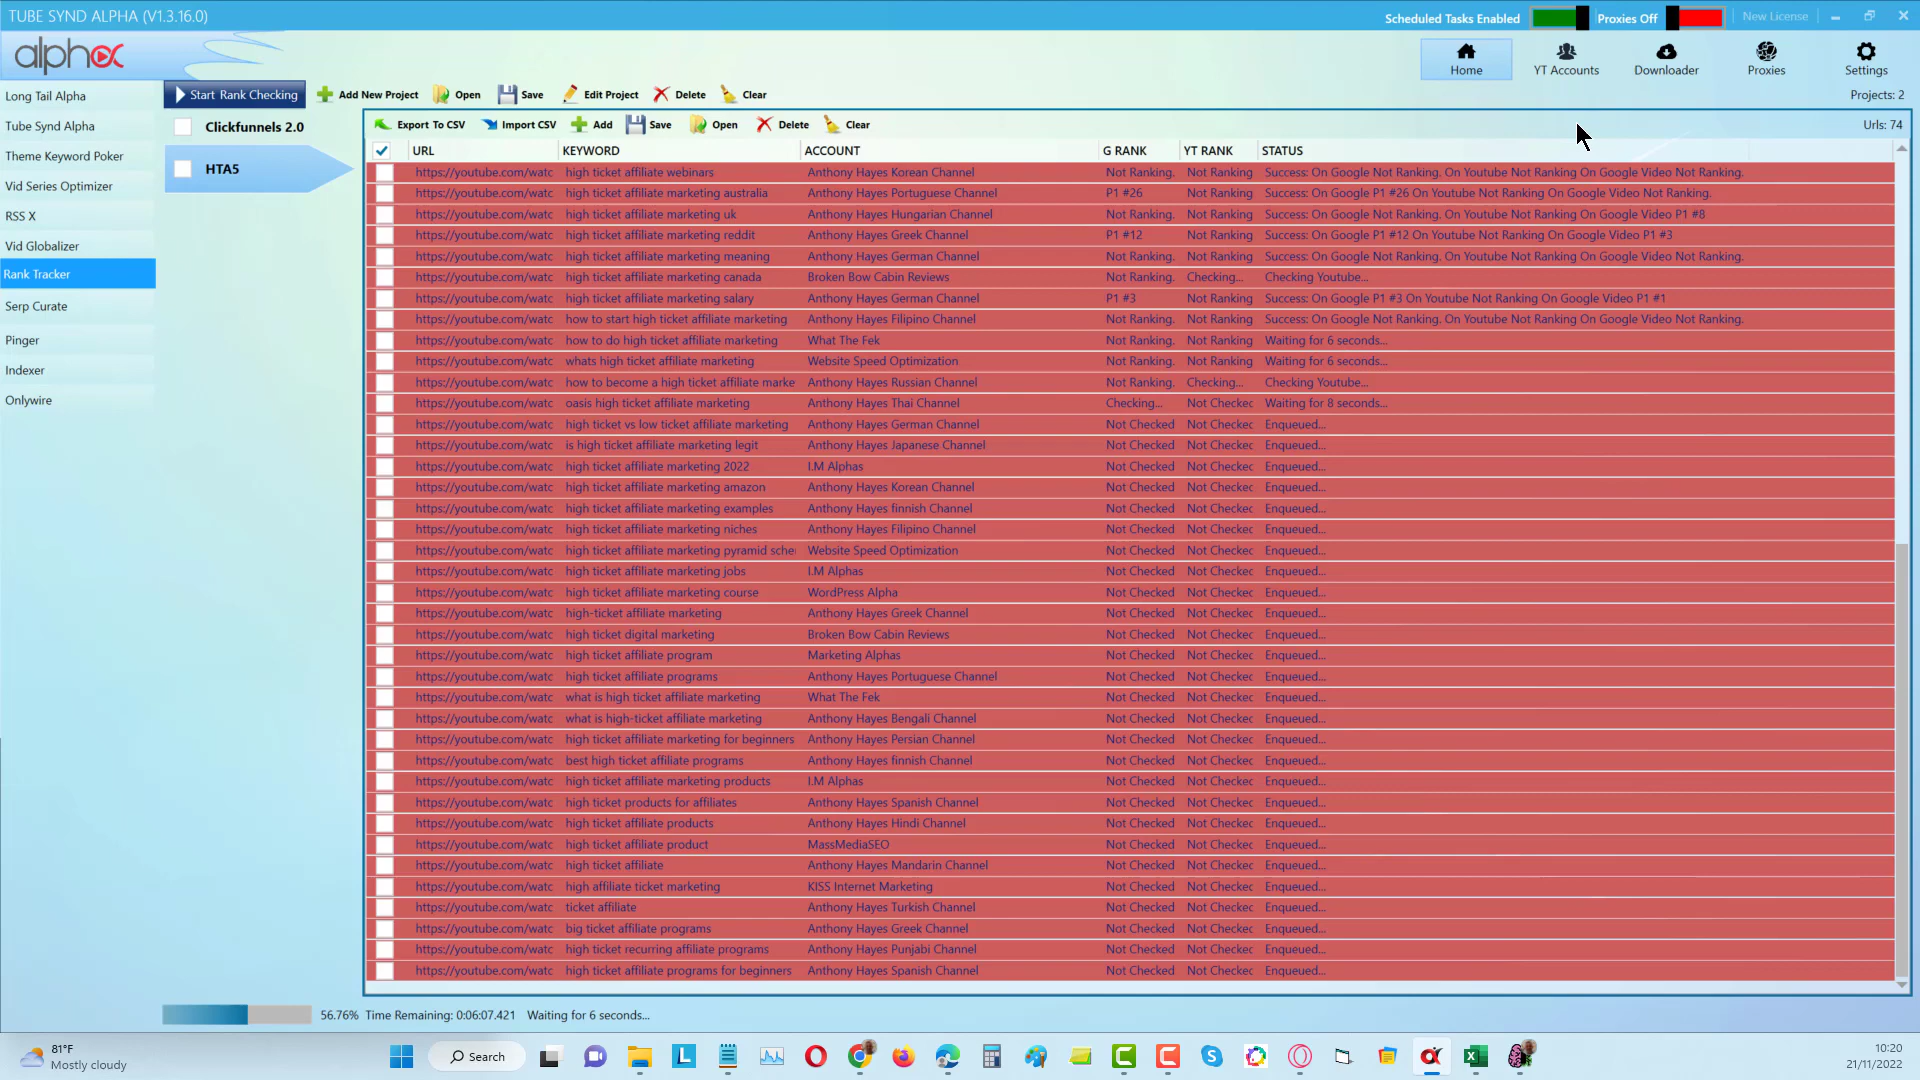 TUBE SYND ALPHA (V1.3.16.0)
Scheduled Tasks Enabled
Proxies Off
New License
alpha
Home
YT Accounts
Downloader
Proxies
Settings
Long Tail Alpha
Tube Synd Alpha
Theme Keyword Poker
Vid Series Optimizer
RSS X
Vid Globalizer
Rank Tracker
Serp Curate
Pinger
Indexer
Onlywire
Start Rank Checking
Add New Project
Open
Save
Edit Project
Delete
Clear
Projects: 2
Clickfunnels 2.0
HTA5
Export To CSV
Import CSV
Add
Save
Open
Delete
Clear
Urls: 74
URL KEYWORD ACCOUNT G RANK YT RANK STATUS
https://youtube.com/watc high ticket affiliate webinars Anthony Hayes Korean Channel Not Ranking. Not Ranking Success: On Google Not Ranking. On Youtube Not Ranking On Google Video Not Ranking.
https://youtube.com/watc high ticket affiliate marketing australia Anthony Hayes Portuguese Channel P1 #26 Not Ranking Success: On Google P1 #26 On Youtube Not Ranking On Google Video Not Ranking.
https://youtube.com/watc high ticket affiliate marketing uk Anthony Hayes Hungarian Channel Not Ranking. Not Ranking Success: On Google Not Ranking. On Youtube Not Ranking On Google Video P1 #8
https://youtube.com/watc high ticket affiliate marketing reddit Anthony Hayes Greek Channel P1 #12 Not Ranking Success: On Google P1 #12 On Youtube Not Ranking On Google Video P1 #3
https://youtube.com/watc high ticket affiliate marketing meaning Anthony Hayes German Channel Not Ranking. Not Ranking Success: On Google Not Ranking. On Youtube Not Ranking On Google Video Not Ranking.
https://youtube.com/watc high ticket affiliate marketing canada Broken Bow Cabin Reviews Not Ranking. Checking... Checking Youtube...
https://youtube.com/watc high ticket affiliate marketing salary Anthony Hayes German Channel P1 #3 Not Ranking Success: On Google P1 #3 On Youtube Not Ranking On Google Video P1 #1
https://youtube.com/watc how to start high ticket affiliate marketing Anthony Hayes Filipino Channel Not Ranking. Not Ranking Success: On Google Not Ranking. On Youtube Not Ranking On Google Video Not Ranking.
https://youtube.com/watc how to do high ticket affiliate marketing What The Fek Not Ranking. Not Ranking Waiting for 6 seconds...
https://youtube.com/watc whats high ticket affiliate marketing Website Speed Optimization Not Ranking. Not Ranking Waiting for 6 seconds...
https://youtube.com/watc how to become a high ticket affiliate marke Anthony Hayes Russian Channel Not Ranking. Checking... Checking Youtube...
https://youtube.com/watc oasis high ticket affiliate marketing Anthony Hayes Thai Channel Checking... Not Checkec Waiting for 8 seconds...
https://youtube.com/watc high ticket vs low ticket affiliate marketing Anthony Hayes German Channel Not Checked Not Checkec Enqueued...
https://youtube.com/watc is high ticket affiliate marketing legit Anthony Hayes Japanese Channel Not Checked Not Checkec Enqueued...
https://youtube.com/watc high ticket affiliate marketing 2022 I.M Alphas Not Checked Not Checkec Enqueued...
https://youtube.com/watc high ticket affiliate marketing amazon Anthony Hayes Korean Channel Not Checked Not Checkec Enqueued...
https://youtube.com/watc high ticket affiliate marketing examples Anthony Hayes finnish Channel Not Checked Not Checkec Enqueued...
https://youtube.com/watc high ticket affiliate marketing niches Anthony Hayes Filipino Channel Not Checked Not Checkec Enqueued...
https://youtube.com/watc high ticket affiliate marketing pyramid sche Website Speed Optimization Not Checked Not Checkec Enqueued...
https://youtube.com/watc high ticket affiliate marketing jobs I.M Alphas Not Checked Not Checkec Enqueued...
https://youtube.com/watc high ticket affiliate marketing course WordPress Alpha Not Checked Not Checkec Enqueued...
https://youtube.com/watc high-ticket affiliate marketing Anthony Hayes Greek Channel Not Checked Not Checkec Enqueued...
https://youtube.com/watc high ticket digital marketing Broken Bow Cabin Reviews Not Checked Not Checkec Enqueued...
https://youtube.com/watc high ticket affiliate program Marketing Alphas Not Checked Not Checkec Enqueued...
https://youtube.com/watc high ticket affiliate programs Anthony Hayes Portuguese Channel Not Checked Not Checkec Enqueued...
https://youtube.com/watc what is high ticket affiliate marketing What The Fek Not Checked Not Checkec Enqueued...
https://youtube.com/watc what is high-ticket affiliate marketing Anthony Hayes Bengali Channel Not Checked Not Checkec Enqueued...
https://youtube.com/watc high ticket affiliate marketing for beginners Anthony Hayes Persian Channel Not Checked Not Checkec Enqueued...
https://youtube.com/watc best high ticket affiliate programs Anthony Hayes finnish Channel Not Checked Not Checkec Enqueued...
https://youtube.com/watc high ticket affiliate marketing products I.M Alphas Not Checked Not Checkec Enqueued...
https://youtube.com/watc high ticket products for affiliates Anthony Hayes Spanish Channel Not Checked Not Checkec Enqueued...
https://youtube.com/watc high ticket affiliate products Anthony Hayes Hindi Channel Not Checked Not Checkec Enqueued...
https://youtube.com/watc high ticket affiliate product MassMediaSEO Not Checked Not Checkec Enqueued...
https://youtube.com/watc high ticket affiliate Anthony Hayes Mandarin Channel Not Checked Not Checkec Enqueued...
https://youtube.com/watc high affiliate ticket marketing KISS Internet Marketing Not Checked Not Checkec Enqueued...
https://youtube.com/watc ticket affiliate Anthony Hayes Turkish Channel Not Checked Not Checkec Enqueued...
https://youtube.com/watc big ticket affiliate programs Anthony Hayes Greek Channel Not Checked Not Checkec Enqueued...
https://youtube.com/watc high ticket recurring affiliate programs Anthony Hayes Punjabi Channel Not Checked Not Checkec Enqueued...
https://youtube.com/watc high ticket affiliate programs for beginners Anthony Hayes Spanish Channel Not Checked Not Checkec Enqueued...
56.76% Time Remaining: 0:06:07.421 Waiting for 6 seconds...
81°F
Mostly cloudy
Search
10:20
21/11/2022